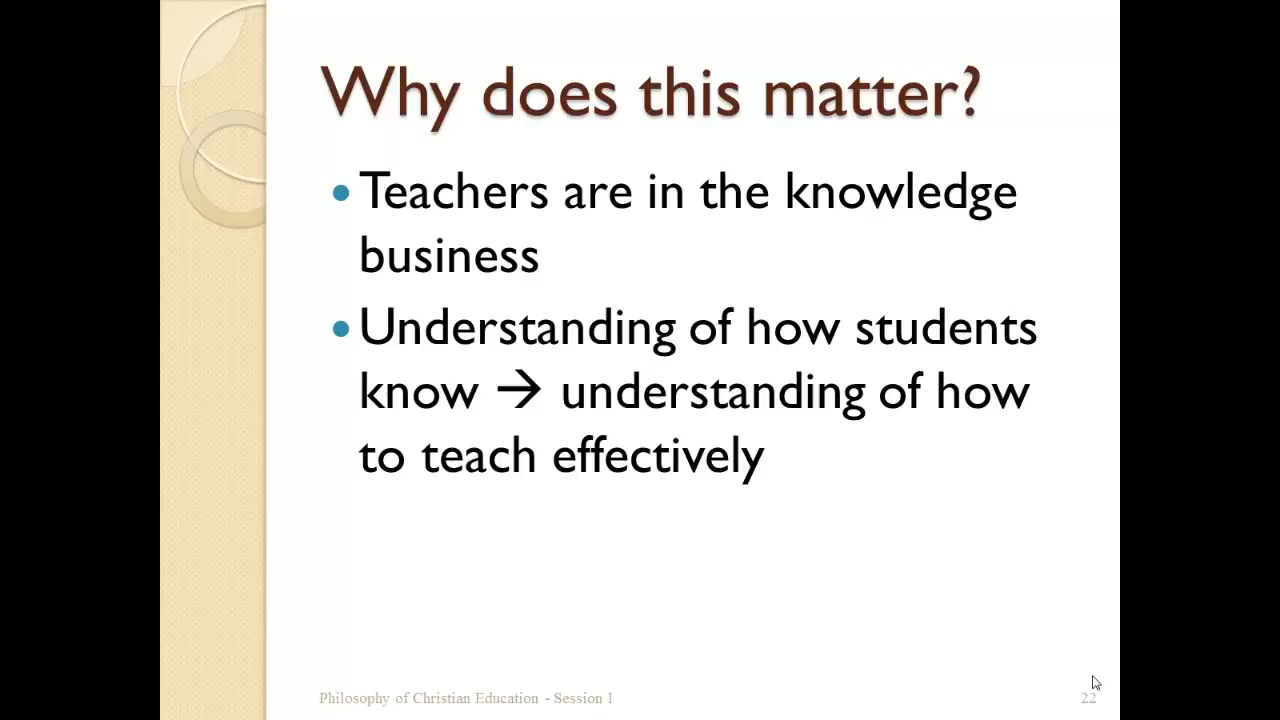 Why does this matter?
• Teachers are in the knowledge
business
• Understanding of how students
know → understanding of how
to teach effectively
Philosophy of Christian Education - Session 1
22